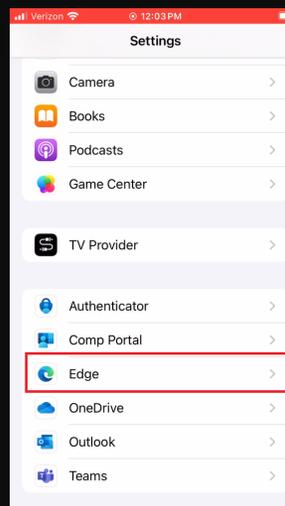 Verizon 12:03 PM
Settings
Camera
Books
Podcasts
Game Center
TV Provider
Authenticator
Comp Portal
Edge
OneDrive
Outlook
Teams